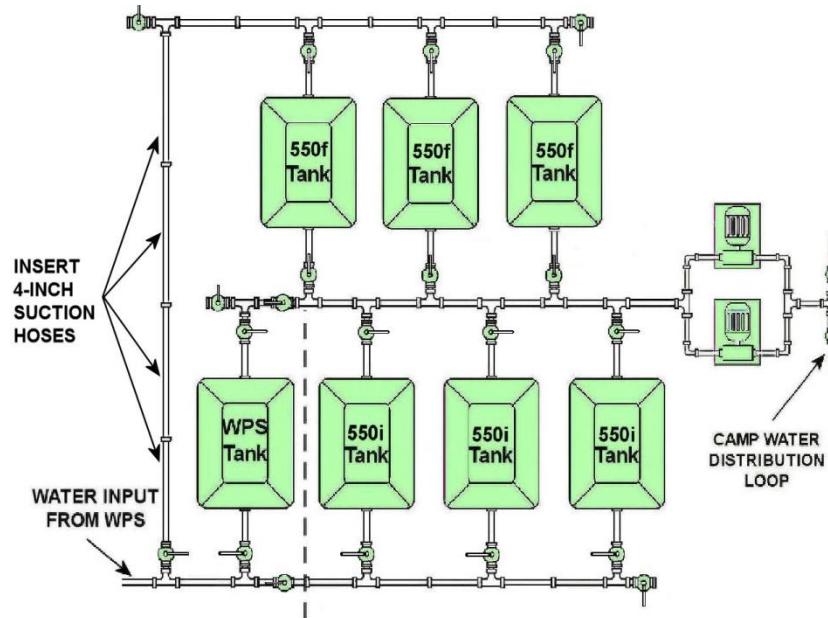 550f
Tank
550f
Tank
550f
Tank
INSERT
4-INCH
SUCTION
HOSES
WPS
Tank
550i
Tank
550i
Tank
550i
Tank
CAMP WATER
DISTRIBUTION
LOOP
WATER INPUT
FROM WPS